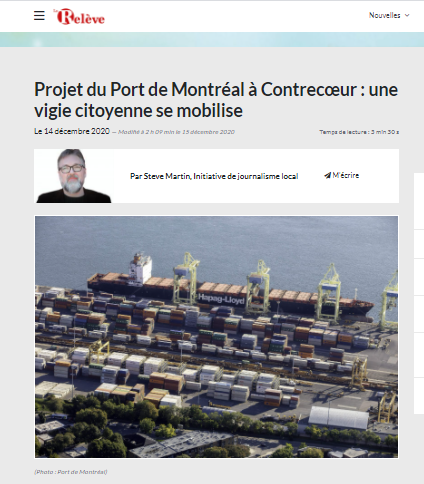 La Relève
Nouvelles
Projet du Port de Montréal à Contrecœur : une
vigie citoyenne se mobilise
Le 14 décembre 2020 — Modifié à 2 h 09 min le 15 décembre 2020
Temps de lecture : 3 min 30 s
Par Steve Martin, Initiative de journalisme local
M'écrire
Hapag-Lloyd
(Photo : Port de Montréal)